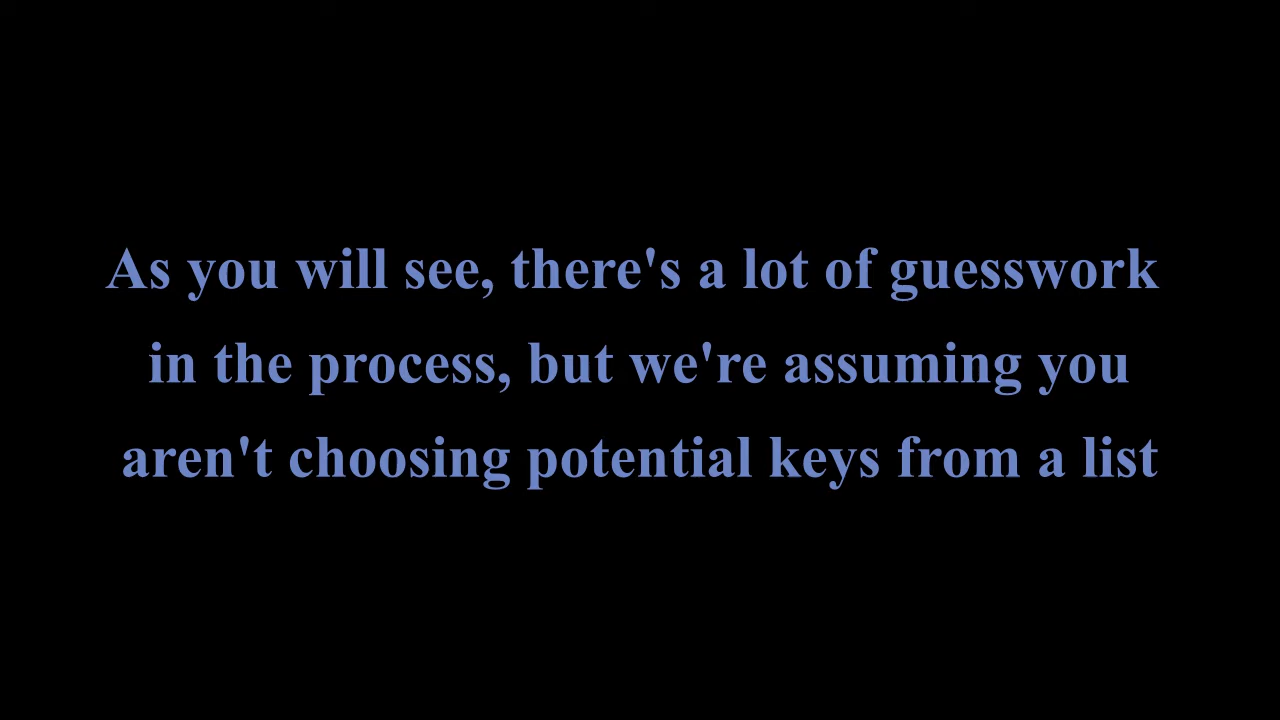 As you will see, there's a lot of guesswork
in the process, but we're assuming you
aren't choosing potential keys from a list